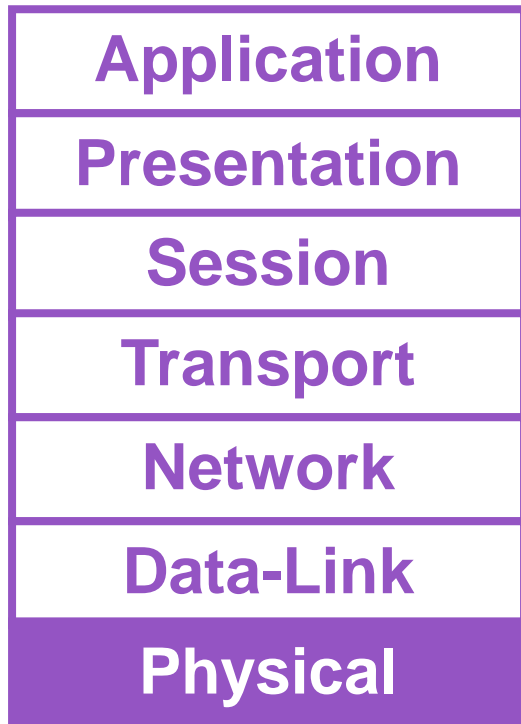 Application
Presentation
Session
Transport
Network
Data-Link
Physical